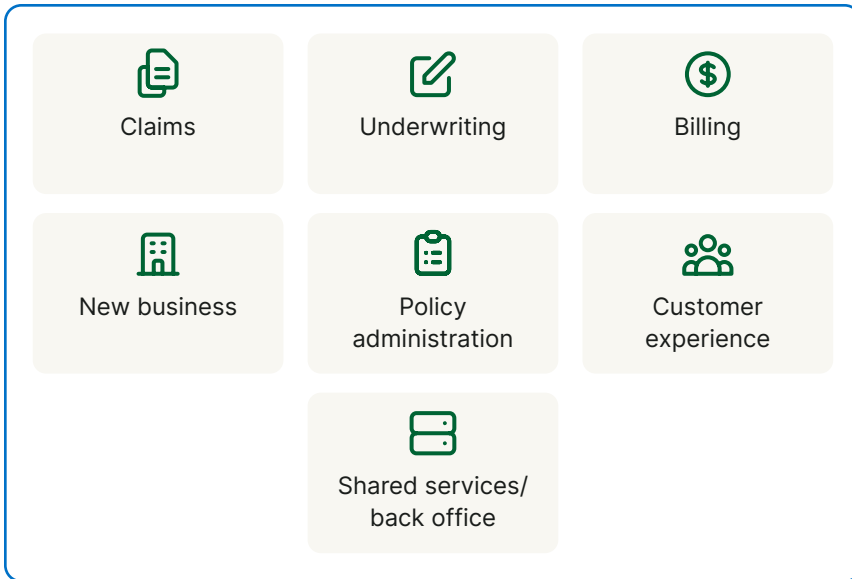 Claims
Underwriting
Billing
New business
Policy
administration
Customer
experience
Shared services/
back office